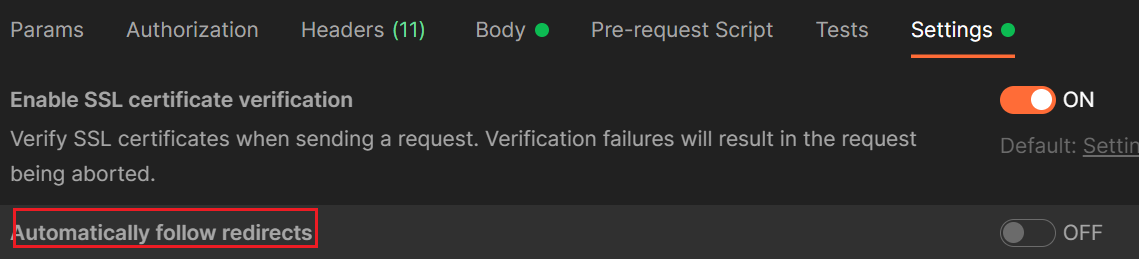 Params Authorization Headers (11) Body Pre-request Script Tests Settings
Enable SSL certificate verification ON
Verify SSL certificates when sending a request. Verification failures will result in the request
being aborted.
Default: Settin
Automatically follow redirects OFF